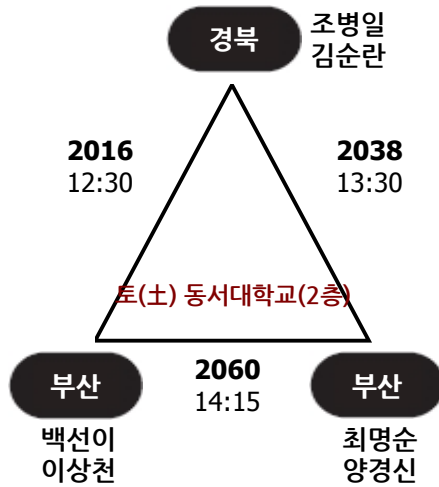 경북
조병일
김순란
2016
12:30
2038
13:30
토(土) 동서대학교(2층)
부산
백선이
이상천
2060
14:15
부산
최명순
양경신